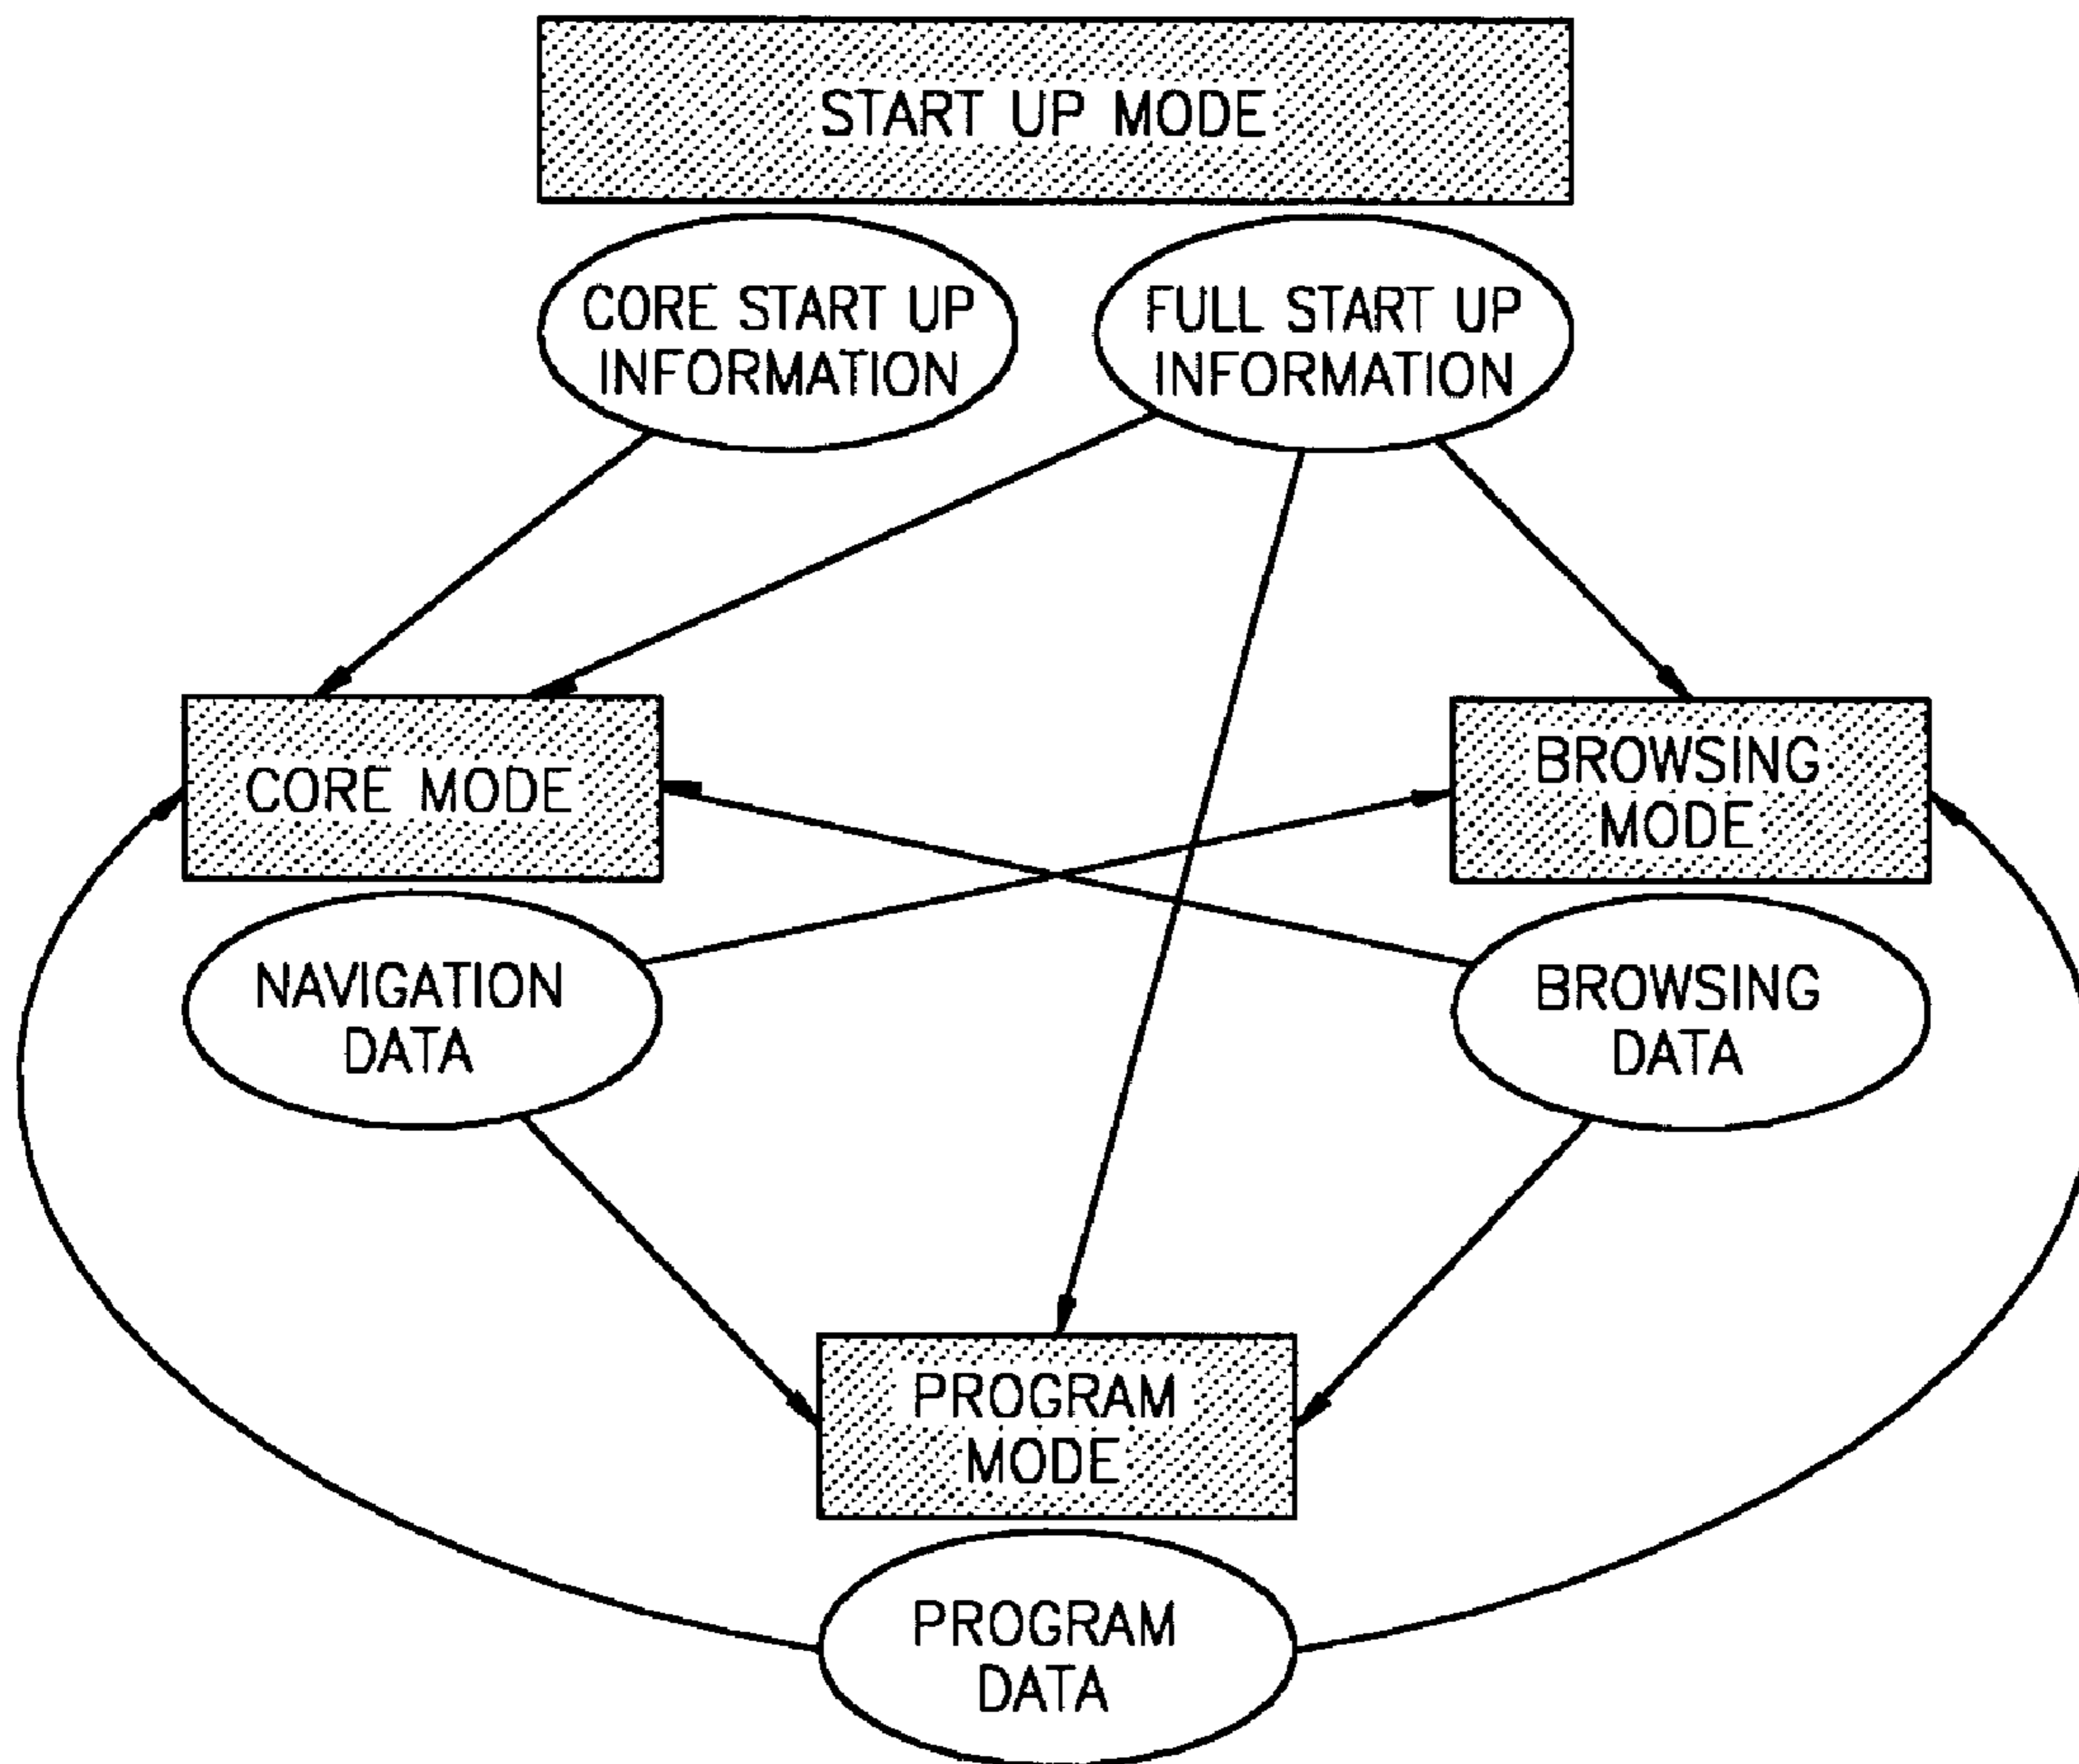 START UP MODE
CORE START UP
INFORMATION
FULL START UP
INFORMATION
CORE MODE
BROWSING
MODE
NAVIGATION
DATA
BROWSING
DATA
PROGRAM
MODE
PROGRAM
DATA